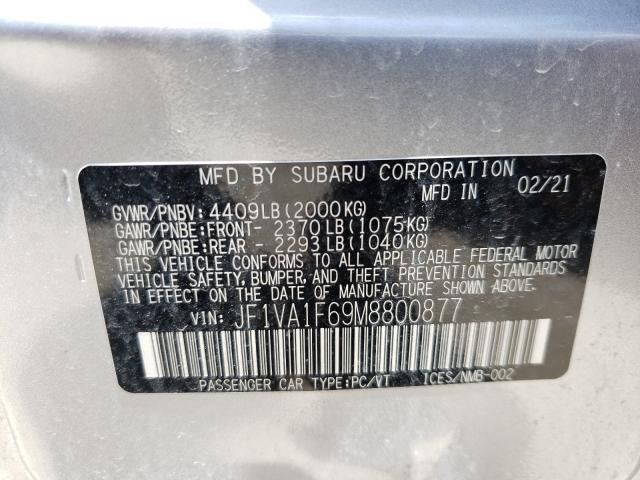 MFD BY SUBARU CORPORATION
MFD IN 02/21
GVWR/PNBV: 4409LB(2000KG)
GAWR/PNBE:FRONT- 2370LB(1075KG)
GAWR/PNBE:REAR - 2293LB(1040KG)
THIS VEHICLE CONFORMS TO ALL APPLICABLE FEDERAL MOTOR
VEHICLE SAFETY, BUMPER, AND THEFT PREVENTION STANDARDS
IN EFFECT ON THE DATE OF MANUFACTURE SHOWN ABOVE.
VIN: JF1VA1F69M8800877
PASSENGER CAR TYPE:PC/VT ICES/NMB-002